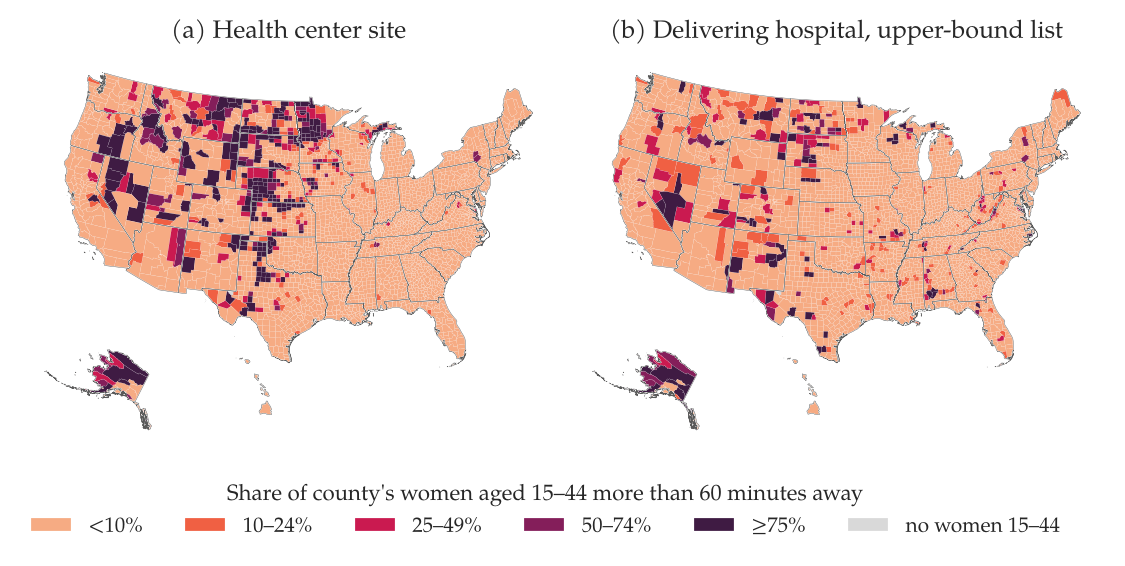 (a) Health center site
(b) Delivering hospital, upper-bound list
Share of county's women aged 15–44 more than 60 minutes away
<10%
10–24%
25–49%
50–74%
≥75%
no women 15–44